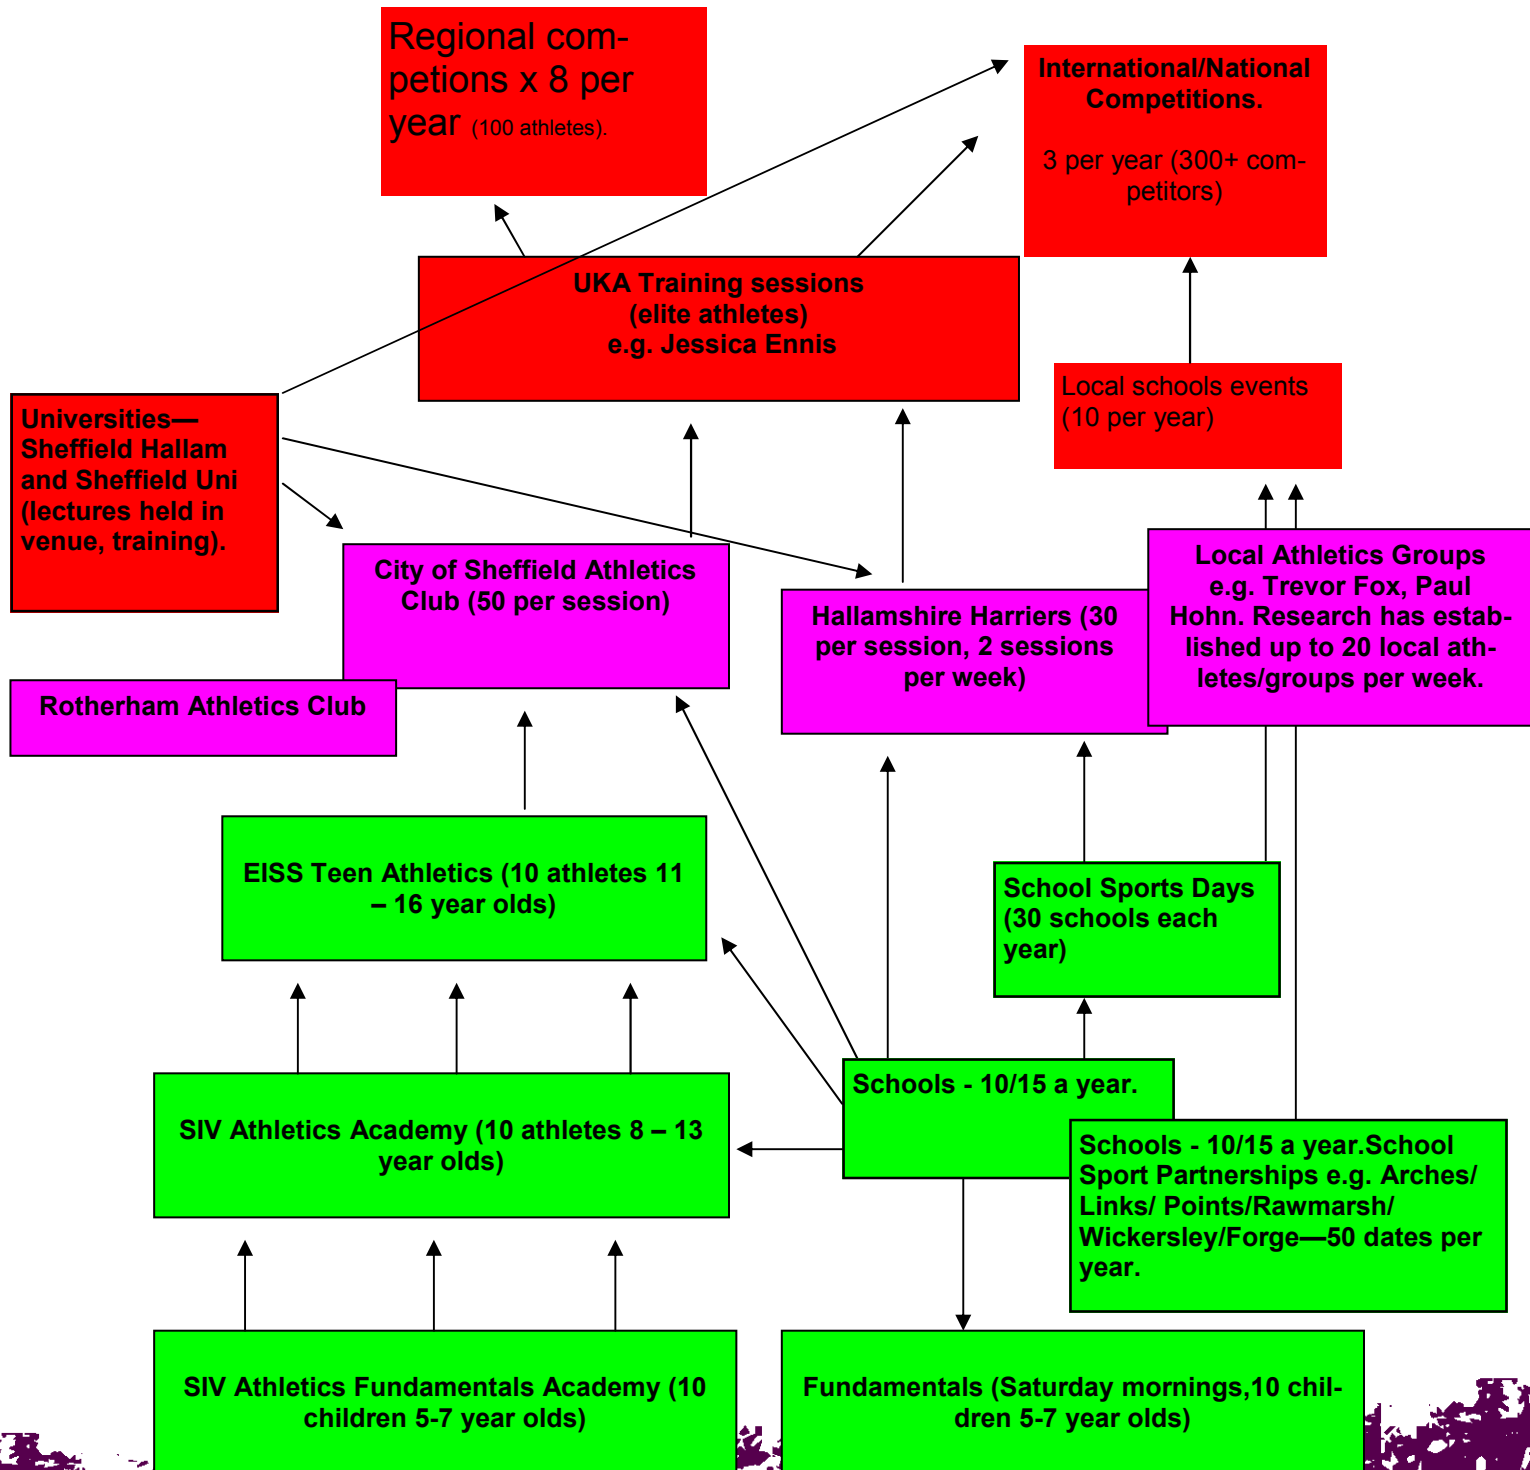 Regional com-
petions x 8 per
year (100 athletes).
International/National
Competitions.
3 per year (300+ com-
petitors)
UKA Training sessions
(elite athletes)
e.g. Jessica Ennis
Local schools events
(10 per year)
Universities—
Sheffield Hallam
and Sheffield Uni
(lectures held in
venue, training).
City of Sheffield Athletics
Club (50 per session)
Hallamshire Harriers (30
per session, 2 sessions
per week)
Local Athletics Groups
e.g. Trevor Fox, Paul
Hohn. Research has estab-
lished up to 20 local ath-
letes/groups per week.
Rotherham Athletics Club
EISS Teen Athletics (10 athletes 11
– 16 year olds)
School Sports Days
(30 schools each
year)
Schools - 10/15 a year.
SIV Athletics Academy (10 athletes 8 – 13
year olds)
Schools - 10/15 a year.School
Sport Partnerships e.g. Arches/
Links/ Points/Rawmarsh/
Wickersley/Forge—50 dates per
year.
SIV Athletics Fundamentals Academy (10
children 5-7 year olds)
Fundamentals (Saturday mornings,10 chil-
dren 5-7 year olds)